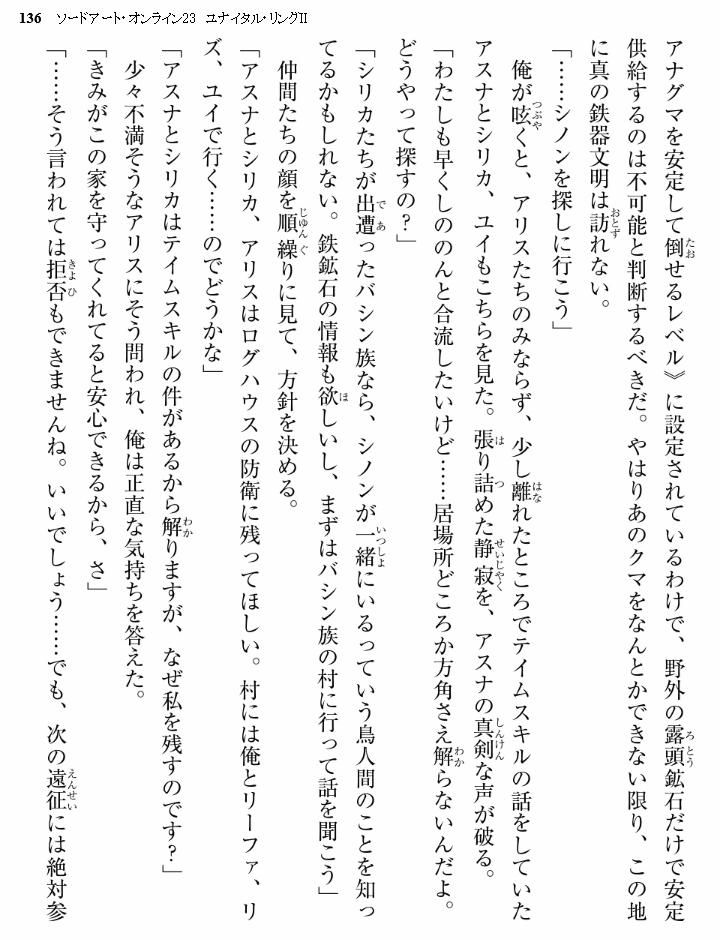 136 ソードアート・オンライン23 ユナイタル・リングⅡ
アナグマを安定して倒せるレベル》に設定されているわけで、野外の露頭鉱石だけで安定
供給するのは不可能と判断するべきだ。やはりあのクマをなんとかできない限り、この地
に真の鉄器文明は訪れない。
「……シノンを探しに行こう」
俺が呟くと、アリスたちのみならず、少し離れたところでテイムスキルの話をしていた
アスナとシリカ、ユイもこちらを見た。張り詰めた静寂を、アスナの真剣な声が破る。
「わたしも早くしののんと合流したいけど……居場所どころか方角さえ解らないんだよ。
どうやって探すの？」
「シリカたちが出遭ったバシン族なら、シノンが一緒にいるっていう鳥人間のことを知っ
てるかもしれない。鉄鉱石の情報も欲しいし、まずはバシン族の村に行って話を聞こう」
仲間たちの顔を順繰りに見て、方針を決める。
「アスナとシリカ、アリスはログハウスの防衛に残ってほしい。村には俺とリーファ、リ
ズ、ユイで行く……のでどうかな」
「アスナとシリカはテイムスキルの件があるから解りますが、なぜ私を残すのです？」
少々不満そうなアリスにそう問われ、俺は正直な気持ちを答えた。
「きみがこの家を守ってくれてると安心できるから、さ」
「……そう言われては拒否もできませんね。いいでしょう……でも、次の遠征には絶対参